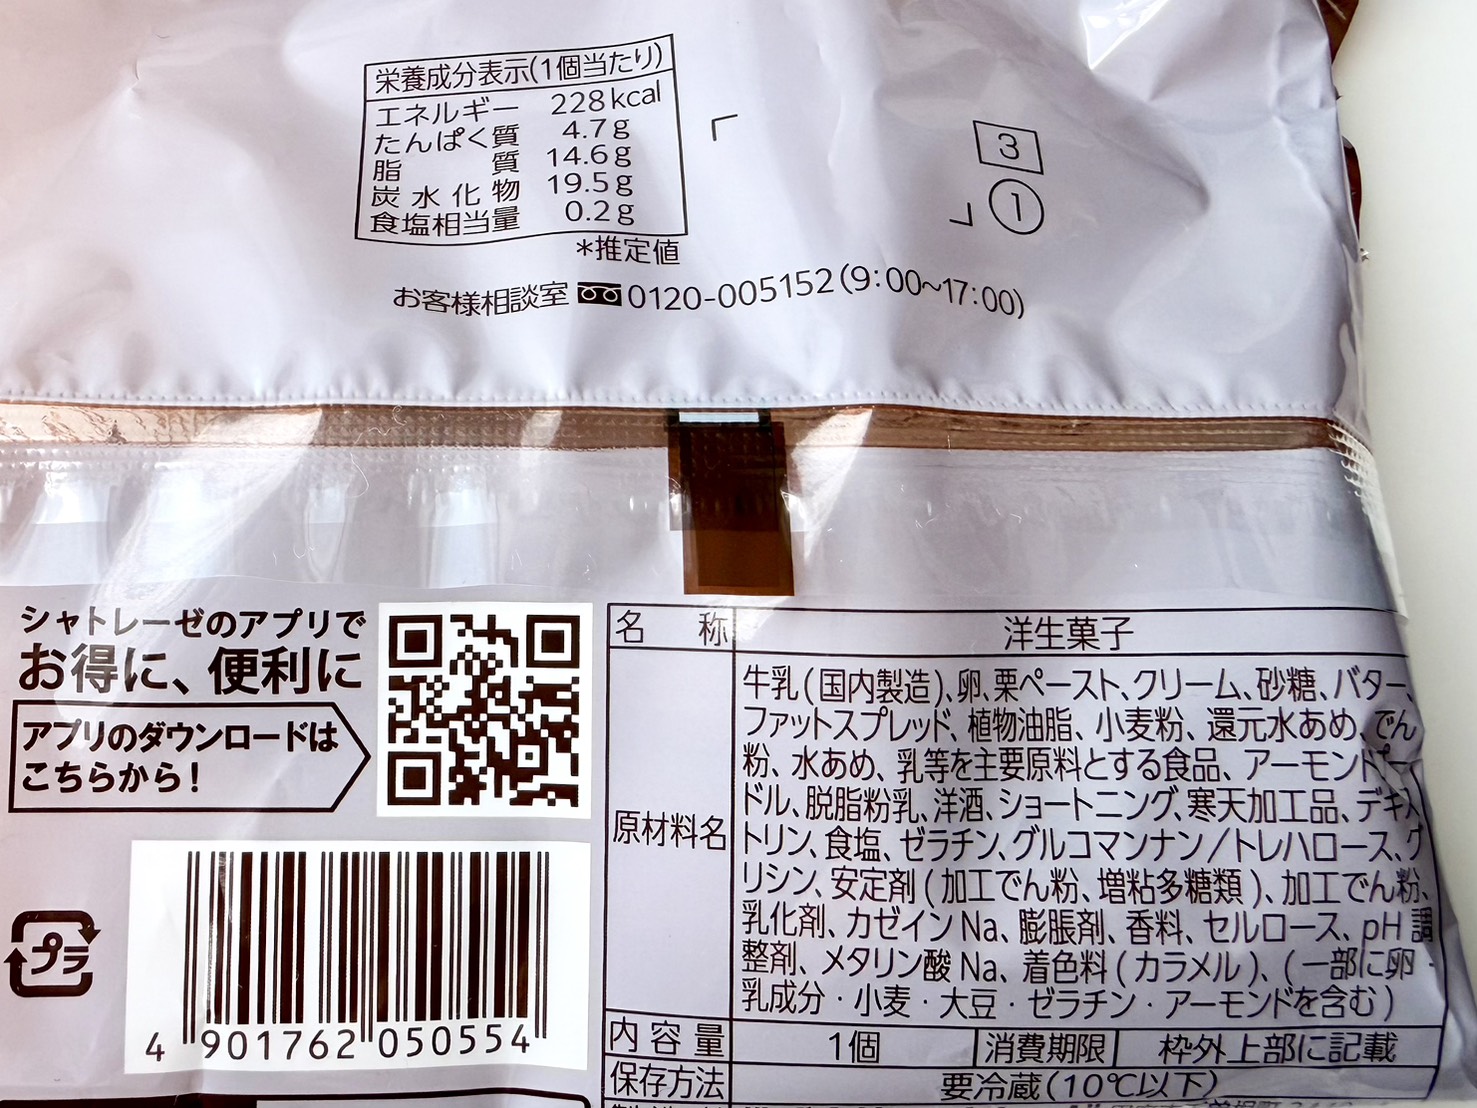 栄養成分表示(1個当たり)
エネルギー 228kcal
たんぱく質 4.7g
脂質 14.6g
炭水化物 19.5g
食塩相当量 0.2g
*推定値
3
1
お客様相談室 0120-005152(9:00~17:00)
シャトレーゼのアプリで
お得に、便利に
アプリのダウンロードは
こちらから!
プラ
4 901762 050554
名称 洋生菓子
原材料名
牛乳(国内製造)、卵、栗ペースト、クリーム、砂糖、バター、
ファットスプレッド、植物油脂、小麦粉、還元水あめ、でん
粉、水あめ、乳等を主要原料とする食品、アーモンドプー
ドル、脱脂粉乳、洋酒、ショートニング、寒天加工品、デキス
トリン、食塩、ゼラチン、グルコマンナン/トレハロース、グ
リシン、安定剤(加工でん粉、増粘多糖類)、加工でん粉、
乳化剤、カゼインNa、膨脹剤、香料、セルロース、pH調
整剤、メタリン酸Na、着色料(カラメル)、(一部に卵・
乳成分・小麦・大豆・ゼラチン・アーモンドを含む)
内容量 1個 消費期限 枠外上部に記載
保存方法 要冷蔵(10℃以下)